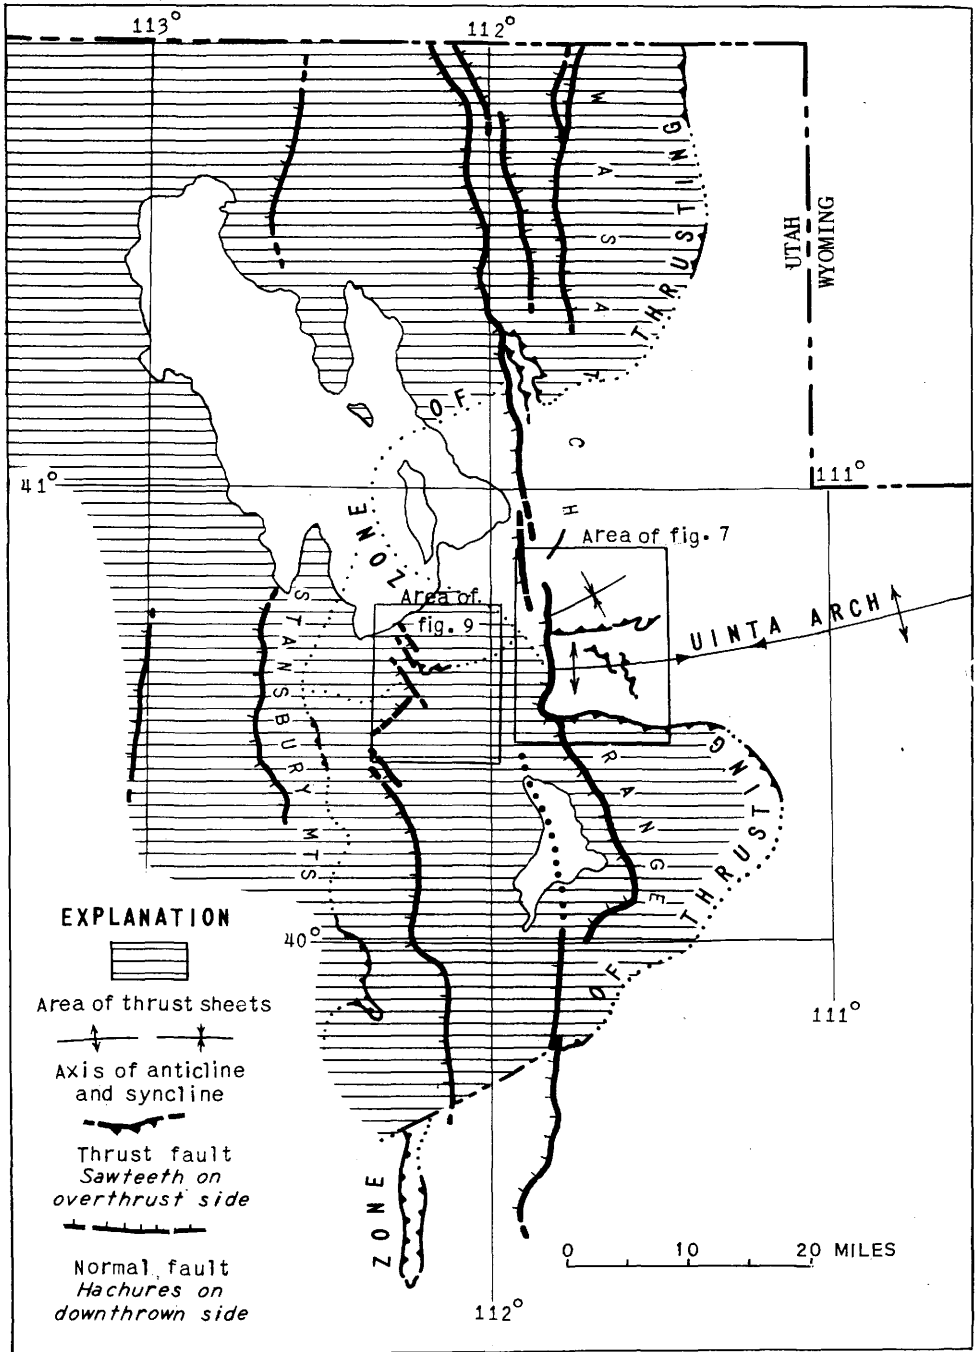 113°
112°
WASATCH
ZONE OF THRUSTING
UTAH
WYOMING
41°
111°
Area of fig. 7
Area of
fig. 9
UINTA ARCH
STANSBURY MTS
RANGE
ZONE OF THRUSTING
EXPLANATION
40°
Area of thrust sheets
111°
Axis of anticline
and syncline
Thrust fault
Sawteeth on
overthrust side
Normal fault
Hachures on
downthrown side
0 10 20 MILES
112°